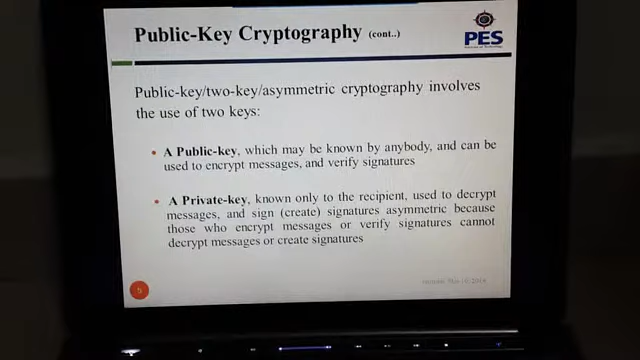 Public-Key Cryptography (cont..)
PES
Public-key/two-key/asymmetric cryptography involves
the use of two keys:
• A Public-key, which may be known by anybody, and can be
used to encrypt messages, and verify signatures
• A Private-key, known only to the recipient, used to decrypt
messages, and sign (create) signatures asymmetric because
those who encrypt messages or verify signatures cannot
decrypt messages or create signatures